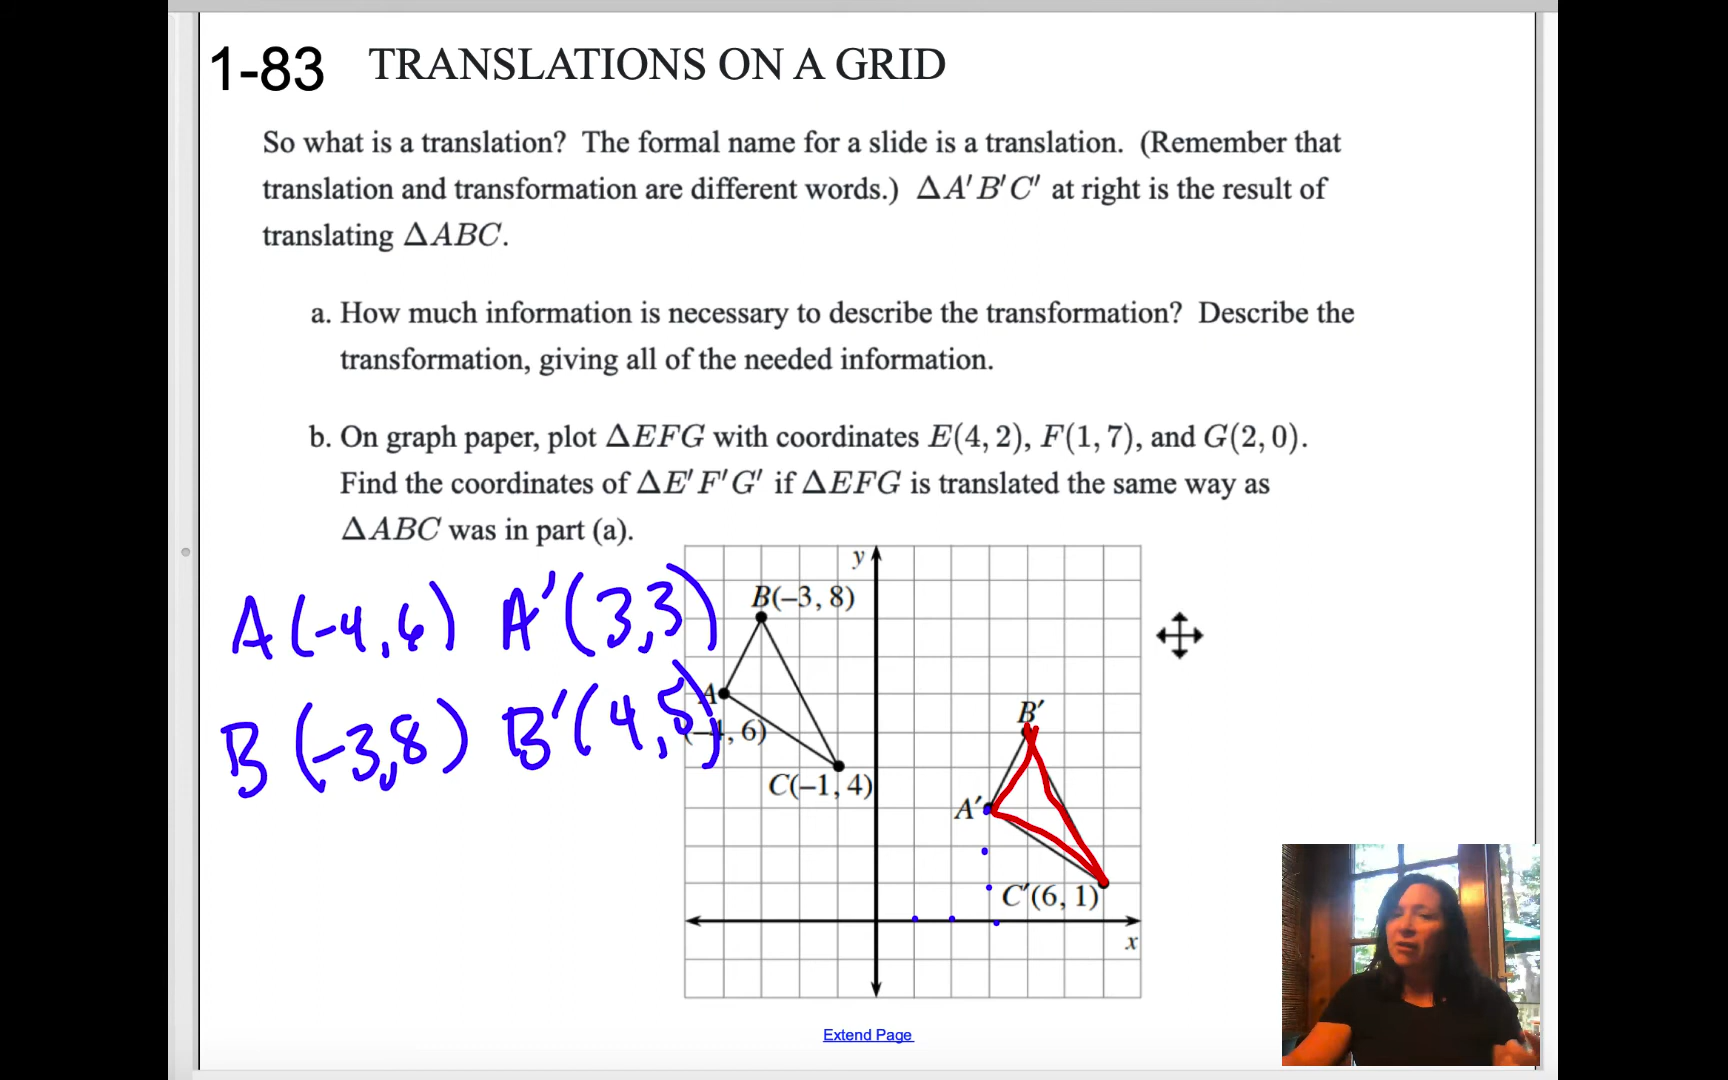 1-83 TRANSLATIONS ON A GRID
So what is a translation? The formal name for a slide is a translation. (Remember that
translation and transformation are different words.) ΔA′B′C′ at right is the result of
translating ΔABC.
a. How much information is necessary to describe the transformation? Describe the
transformation, giving all of the needed information.
b. On graph paper, plot ΔEFG with coordinates E(4, 2), F(1, 7), and G(2, 0).
Find the coordinates of ΔE′F′G′ if ΔEFG is translated the same way as
ΔABC was in part (a).
A(-4,6) A'(3,3)
B(-3,8) B'(4,5)
y
B(–3, 8)
A
(–4, 6)
C(–1, 4)
B′
A′
C′(6, 1)
x
Extend Page